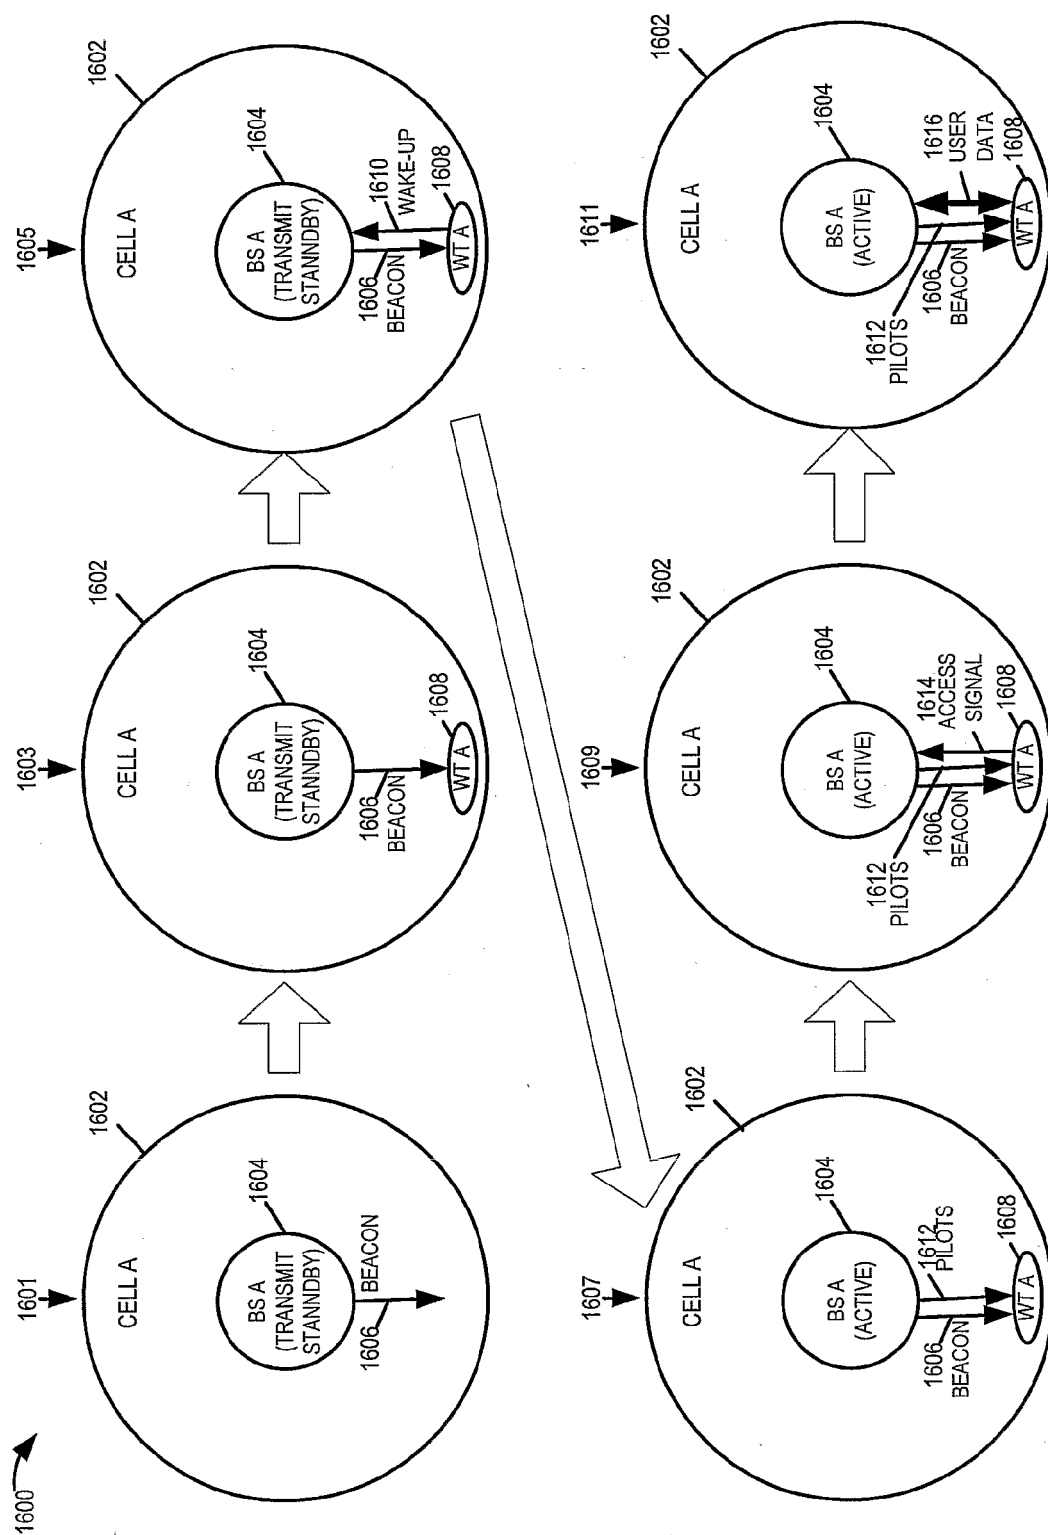 1600
1601
1602
CELL A
1604
BS A
(TRANSMIT
STANNDBY)
1606
BEACON
1603
1602
CELL A
1604
BS A
(TRANSMIT
STANNDBY)
1606
BEACON
1608
WT A
1605
1602
CELL A
1604
BS A
(TRANSMIT
STANNDBY)
1606
BEACON
1610
WAKE-UP
1608
WT A
1607
1602
CELL A
1604
BS A
(ACTIVE)
1606
BEACON
1612
PILOTS
1608
WT A
1609
1602
CELL A
1604
BS A
(ACTIVE)
1612
PILOTS
1606
BEACON
1614
ACCESS
SIGNAL
1608
WT A
1611
1602
CELL A
1604
BS A
(ACTIVE)
1612
PILOTS
1606
BEACON
1616
USER
DATA
1608
WT A